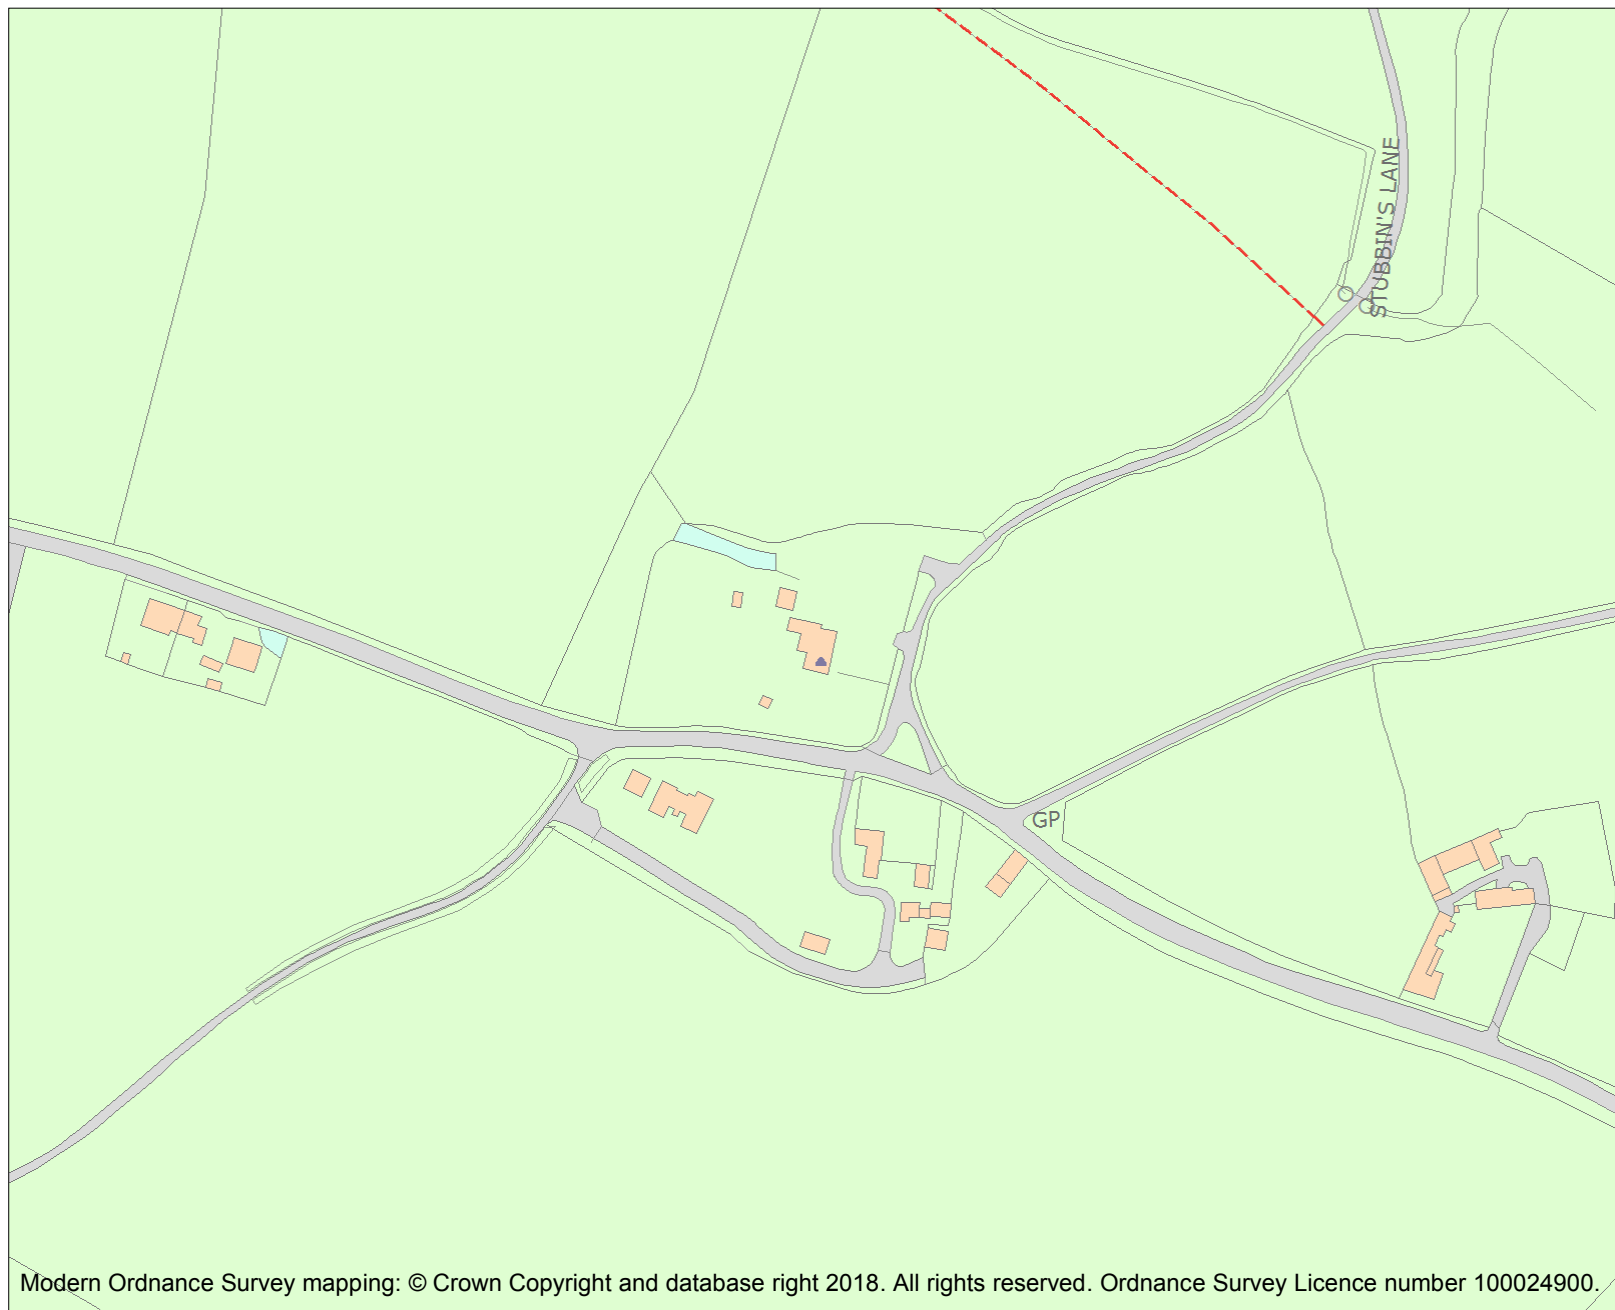 STUBBIN'S LANE
GP
Modern Ordnance Survey mapping: © Crown Copyright and database right 2018. All rights reserved. Ordnance Survey Licence number 100024900.